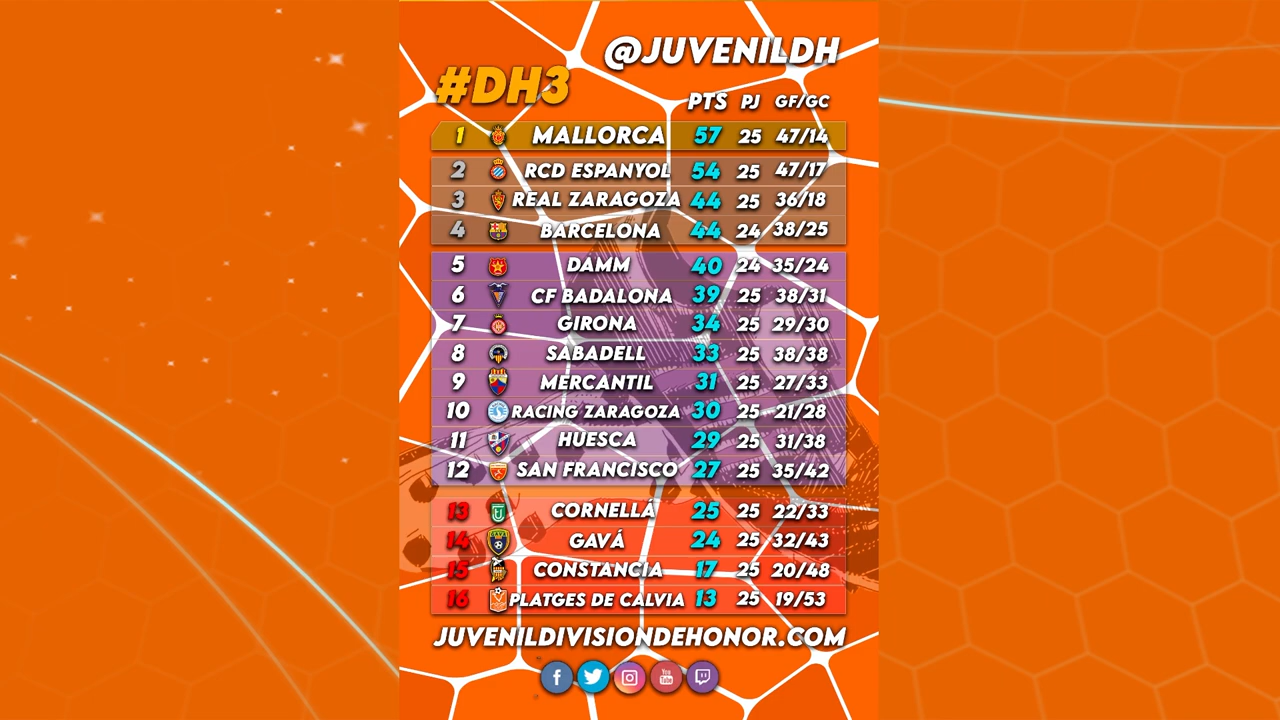 @JUVENILDH
#DH3
PTS PJ GF/GC
1 MALLORCA 57 25 47/14
2 RCD ESPANYOL 54 25 47/17
3 REAL ZARAGOZA 44 25 36/18
4 BARCELONA 44 24 38/25
5 DAMM 40 24 35/24
6 CF BADALONA 39 25 38/31
7 GIRONA 34 25 29/30
8 SABADELL 33 25 38/38
9 MERCANTIL 31 25 27/33
10 RACING ZARAGOZA 30 25 21/28
11 HUESCA 29 25 31/38
12 SAN FRANCISCO 27 25 35/42
13 CORNELLÁ 25 25 22/33
14 GAVÁ 24 25 32/43
15 CONSTANCIA 17 25 20/48
16 PLATGES DE CALVIA 13 25 19/53
JUVENILDIVISIONDEHONOR.COM